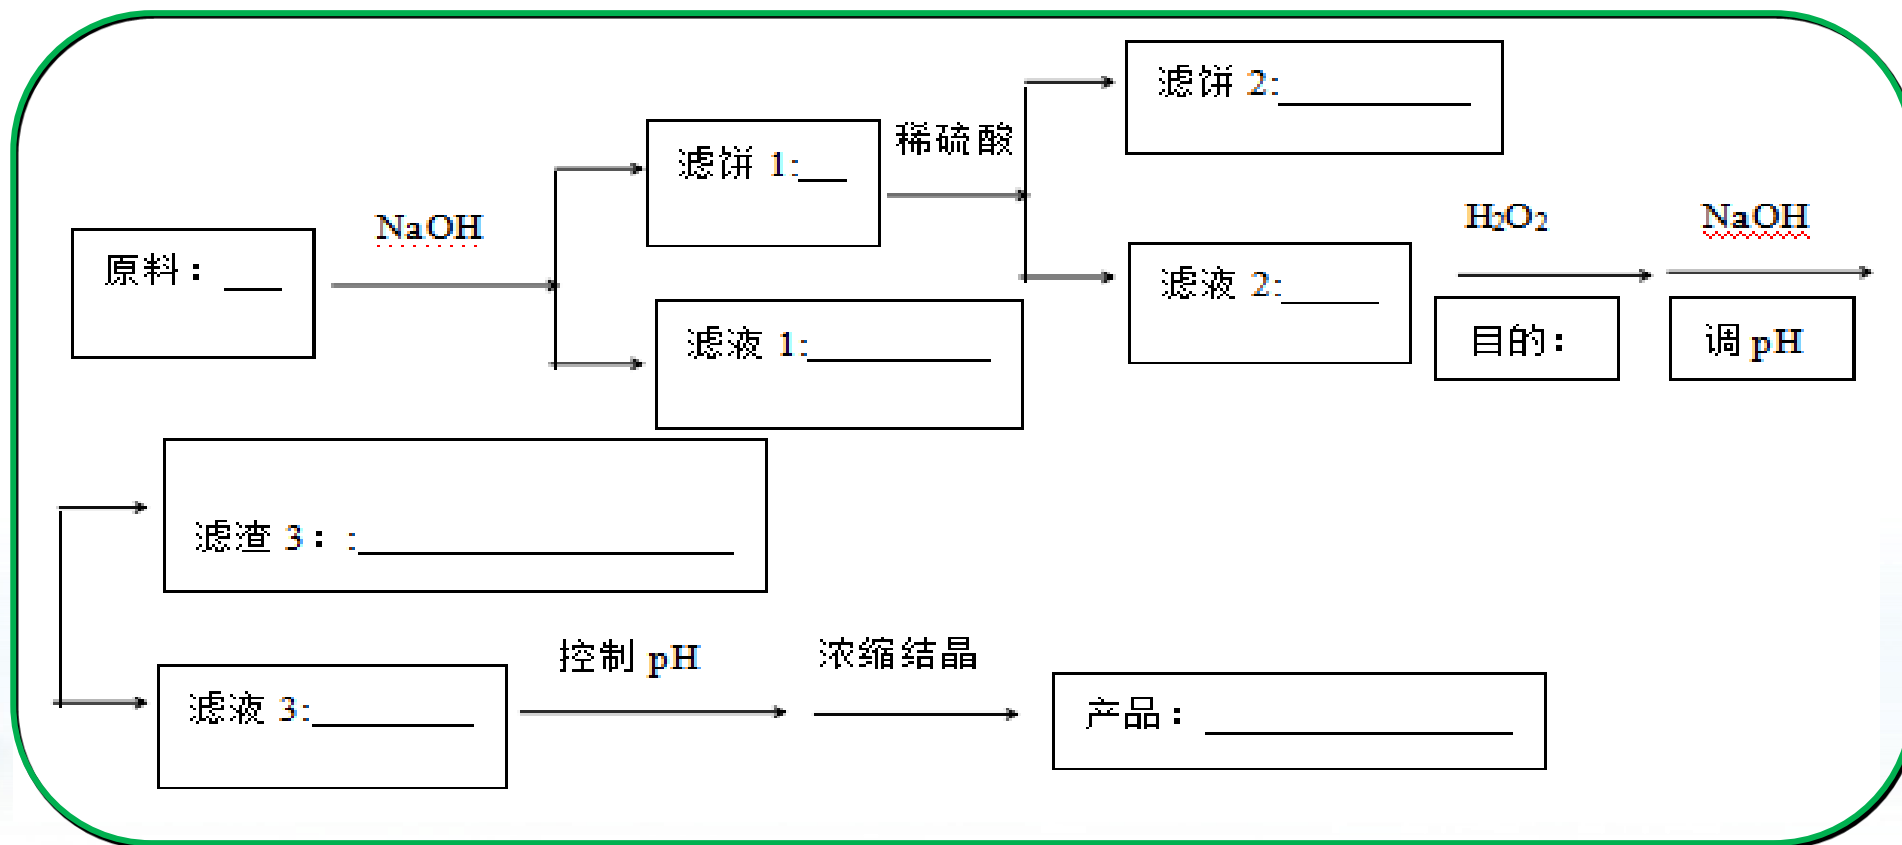 滤饼 2:
稀硫酸
滤饼 1:
NaOH
H₂O₂
NaOH
原料：
滤液 2:
滤液 1:
目的：
调 pH
滤渣 3：:
控制 pH
浓缩结晶
滤液 3:
产品：